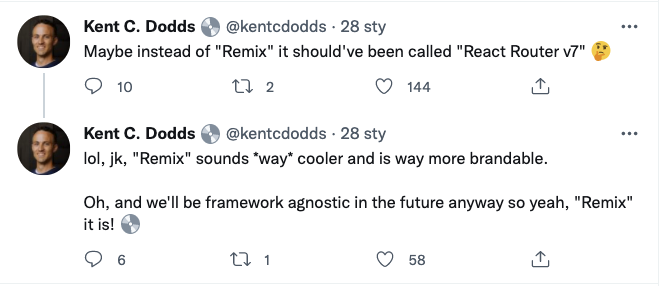 Kent C. Dodds 💿 @kentcdodds · 28 sty
Maybe instead of "Remix" it should've been called "React Router v7" 🤔
10 2 144
Kent C. Dodds 💿 @kentcdodds · 28 sty
lol, jk, "Remix" sounds *way* cooler and is way more brandable.
Oh, and we'll be framework agnostic in the future anyway so yeah, "Remix"
it is! 💿
6 1 58